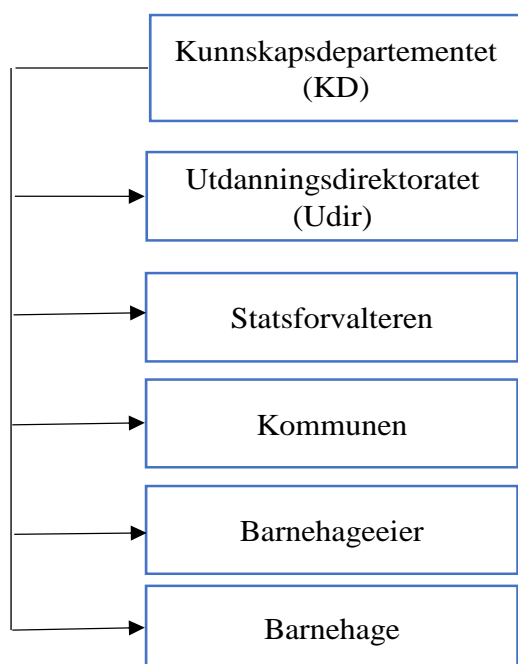 Kunnskapsdepartementet
(KD)
Utdanningsdirektoratet
(Udir)
Statsforvalteren
Kommunen
Barnehageeier
Barnehage